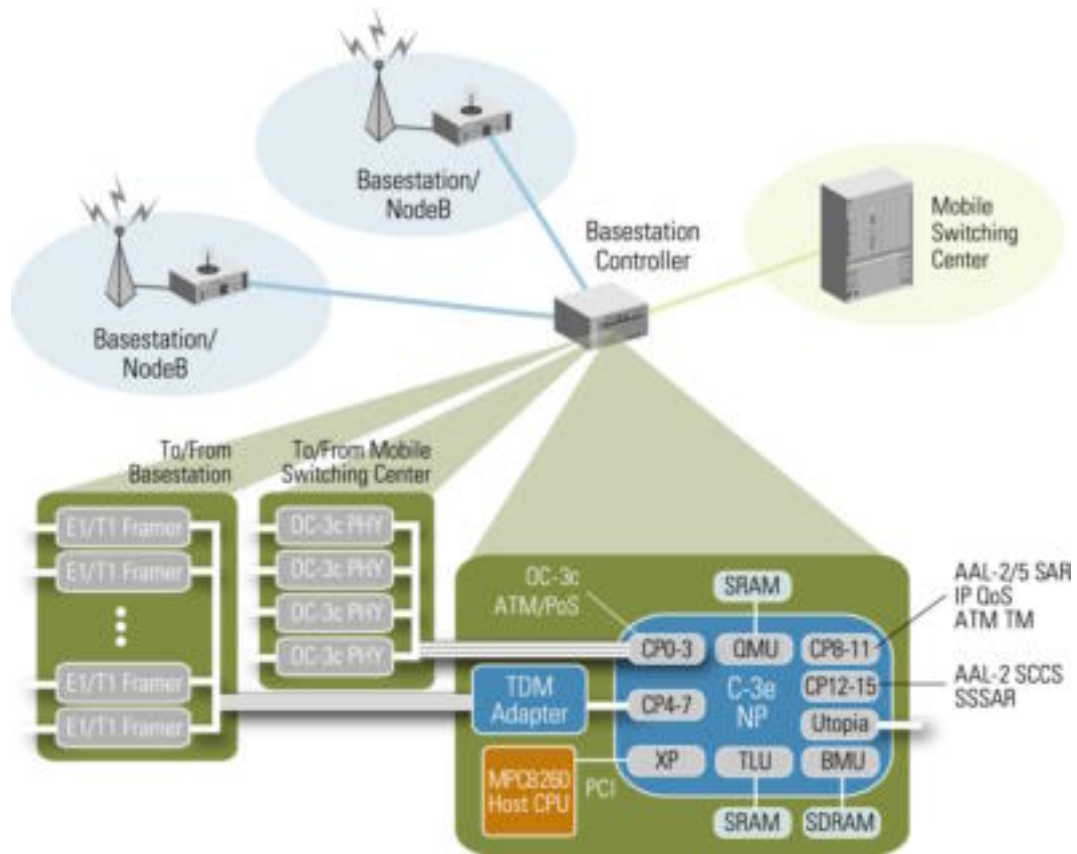 Basestation/
NodeB
Basestation/
NodeB
Basestation
Controller
Mobile
Switching
Center
To/From
Basestation
To/From Mobile
Switching Center
E1/T1 Framer
E1/T1 Framer
E1/T1 Framer
E1/T1 Framer
OC-3c PHY
OC-3c PHY
OC-3c PHY
OC-3c PHY
OC-3c
ATM/PoS
SRAM
AAL-2/5 SAR
IP QoS
ATM TM
CP0-3
QMU
CP8-11
TDM
Adapter
CP4-7
C-3e
NP
CP12-15
AAL-2 SCCS
SSSAR
Utopia
MPC8260
Host CPU
PCI
XP
TLU
BMU
SRAM
SDRAM